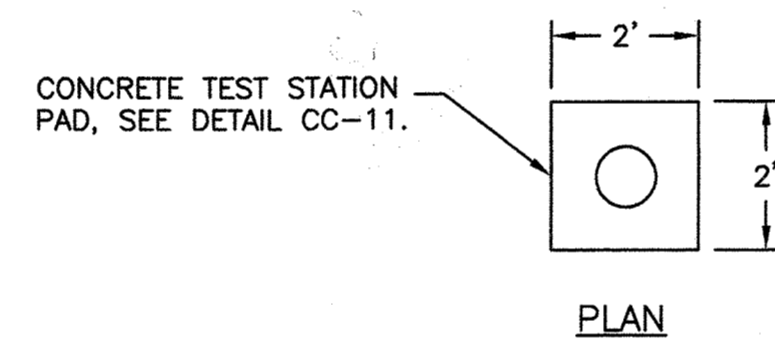 2'
CONCRETE TEST STATION
PAD, SEE DETAIL CC-11.
2'
PLAN